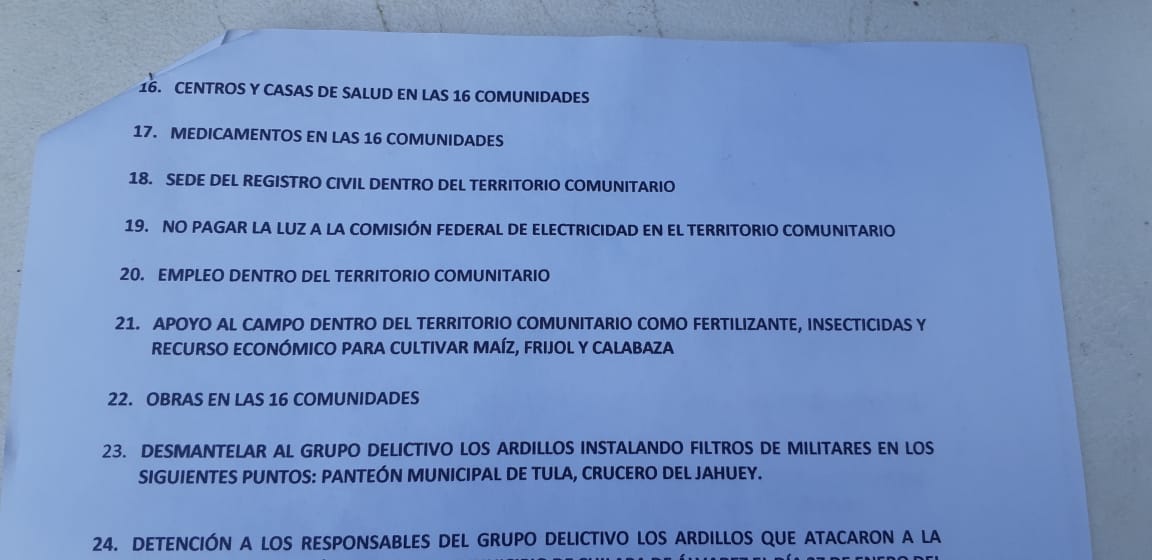 16. CENTROS Y CASAS DE SALUD EN LAS 16 COMUNIDADES
17. MEDICAMENTOS EN LAS 16 COMUNIDADES
18. SEDE DEL REGISTRO CIVIL DENTRO DEL TERRITORIO COMUNITARIO
19. NO PAGAR LA LUZ A LA COMISIÓN FEDERAL DE ELECTRICIDAD EN EL TERRITORIO COMUNITARIO
20. EMPLEO DENTRO DEL TERRITORIO COMUNITARIO
21. APOYO AL CAMPO DENTRO DEL TERRITORIO COMUNITARIO COMO FERTILIZANTE, INSECTICIDAS Y
RECURSO ECONÓMICO PARA CULTIVAR MAÍZ, FRIJOL Y CALABAZA
22. OBRAS EN LAS 16 COMUNIDADES
23. DESMANTELAR AL GRUPO DELICTIVO LOS ARDILLOS INSTALANDO FILTROS DE MILITARES EN LOS
SIGUIENTES PUNTOS: PANTEÓN MUNICIPAL DE TULA, CRUCERO DEL JAHUEY.
24. DETENCIÓN A LOS RESPONSABLES DEL GRUPO DELICTIVO LOS ARDILLOS QUE ATACARON A LA